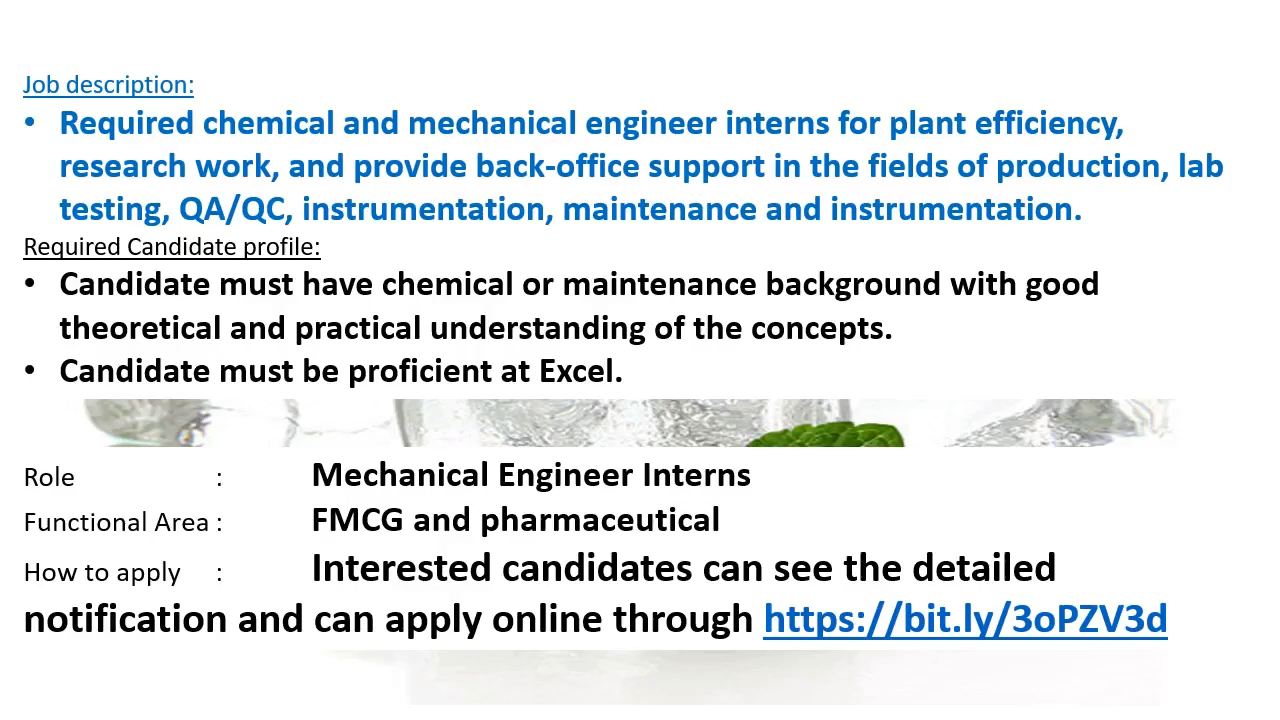 Job description:
• Required chemical and mechanical engineer interns for plant efficiency,
research work, and provide back-office support in the fields of production, lab
testing, QA/QC, instrumentation, maintenance and instrumentation.
Required Candidate profile:
• Candidate must have chemical or maintenance background with good
theoretical and practical understanding of the concepts.
• Candidate must be proficient at Excel.
Role : Mechanical Engineer Interns
Functional Area : FMCG and pharmaceutical
How to apply : Interested candidates can see the detailed
notification and can apply online through https://bit.ly/3oPZV3d